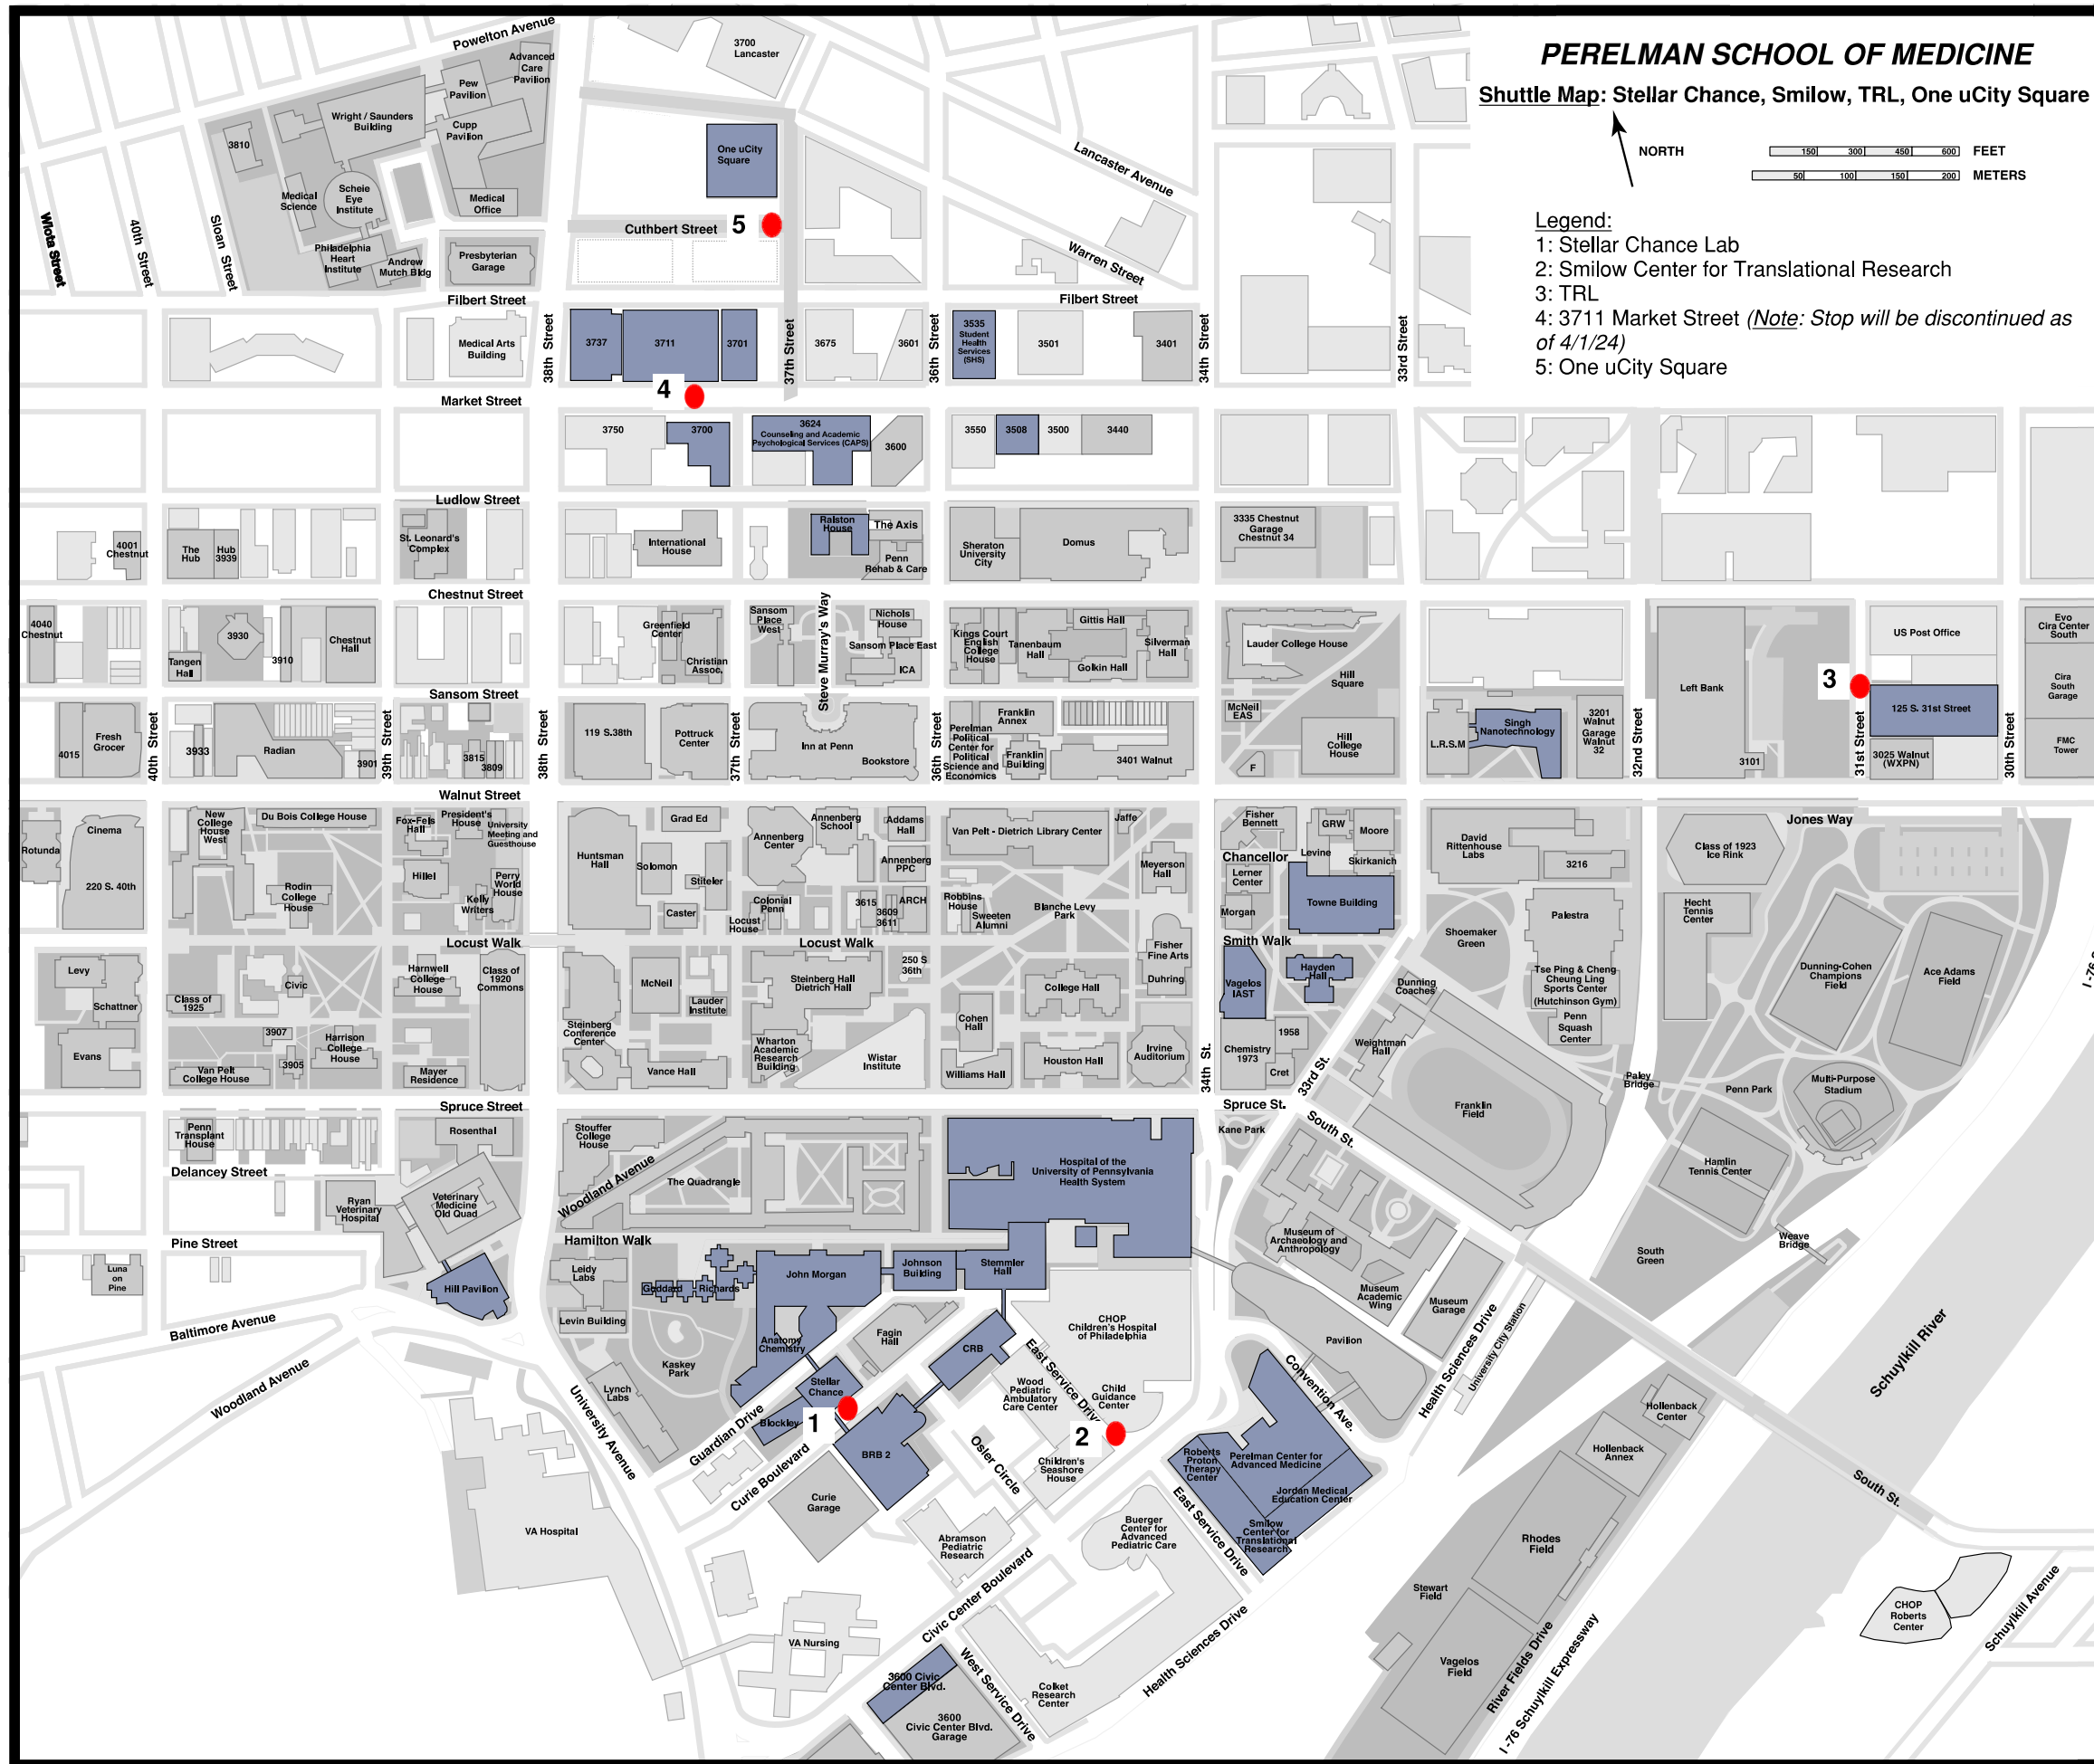 PERELMAN SCHOOL OF MEDICINE
Shuttle Map: Stellar Chance, Smilow, TRL, One uCity Square
NORTH
150 300 450 600 FEET
50 100 150 200 METERS
Legend:
1: Stellar Chance Lab
2: Smilow Center for Translational Research
3: TRL
4: 3711 Market Street (Note: Stop will be discontinued as
of 4/1/24)
5: One uCity Square
Powelton Avenue
3700
Lancaster
Advanced
Care
Pavilion
Pew
Pavilion
Wright / Saunders
Building
Cupp
Pavilion
3810
Scheie
Eye
Institute
Medical
Science
Medical
Office
Philadelphia
Heart
Institute
Andrew
Mutch Bldg
Presbyterian
Garage
One uCity
Square
Cuthbert Street
5
Lancaster Avenue
Warren Street
Wiota Street
40th Street
Sloan Street
Filbert Street
Filbert Street
Medical Arts
Building
38th Street
3737
3711
3701
37th Street
3675
3601
36th Street
3535
Student
Health
Services
(SHS)
3501
3401
34th Street
33rd Street
4
Market Street
3750
3700
3624
Counseling and Academic
Psychological Services (CAPS)
3600
3550
3508
3500
3440
Ludlow Street
4001
Chestnut
The
Hub
Hub
3939
St. Leonard's
Complex
International
House
Ralston
House
The Axis
Penn
Rehab & Care
Sheraton
University
City
Domus
3335 Chestnut
Garage
Chestnut 34
Chestnut Street
4040
Chestnut
3930
Tangen
Hall
3910
Chestnut
Hall
Greenfield
Center
Christian
Assoc.
Sansom
Place
West
Steve Murray's Way
Nichols
House
Sansom Place East
ICA
Kings Court
English
College
House
Tanenbaum
Hall
Gittis Hall
Golkin Hall
Silverman
Hall
Lauder College House
Hill
Square
McNeil
EAS
Hill
College
House
F
US Post Office
Evo
Cira Center
South
Cira
South
Garage
FMC
Tower
Left Bank
3
125 S. 31st Street
3025 Walnut
(WXPN)
3101
31st Street
30th Street
32nd Street
L.R.S.M
Singh
Nanotechnology
3201
Walnut
Garage
Walnut
32
Sansom Street
4015
Fresh
Grocer
40th Street
3933
Radian
3901
39th Street
3815
3809
38th Street
119 S.38th
Pottruck
Center
37th Street
Inn at Penn
Bookstore
36th Street
Perelman
Political
Center for
Political
Science and
Economics
Franklin
Annex
Franklin
Building
3401 Walnut
Walnut Street
Rotunda
Cinema
220 S. 40th
New
College
House
West
Du Bois College House
Rodin
College
House
Fox-Fels
Hall
President's
House
University
Meeting and
Guesthouse
Hillel
Perry
World
House
Kelly
Writers
Huntsman
Hall
Grad Ed
Solomon
Stiteler
Caster
Annenberg
Center
Annenberg
School
Addams
Hall
Annenberg
PPC
Colonial
Penn
Locust
House
3615
3609
3611
ARCH
Van Pelt - Dietrich Library Center
Jaffe
Meyerson
Hall
Robbins
House
Sweeten
Alumni
Blanche Levy
Park
Fisher
Bennett
GRW
Moore
Chancellor
Levine
Skirkanich
Lerner
Center
Morgan
Towne Building
David
Rittenhouse
Labs
3216
Palestra
Shoemaker
Green
Class of 1923
Ice Rink
Jones Way
Hecht
Tennis
Center
Dunning-Cohen
Champions
Field
Ace Adams
Field
Locust Walk
Locust Walk
Smith Walk
Levy
Schattner
Evans
Class of
1925
Civic
3907
3905
Harrison
College
House
Van Pelt
College House
Harnwell
College
House
Class of
1920
Commons
Mayer
Residence
McNeil
Lauder
Institute
Steinberg
Conference
Center
Vance Hall
Steinberg Hall
Dietrich Hall
250 S
36th
Wharton
Academic
Research
Building
Wistar
Institute
Cohen
Hall
Williams Hall
College Hall
Houston Hall
Fisher
Fine Arts
Duhring
Irvine
Auditorium
34th St.
Vagelos
IAST
Hayden
Hall
1958
Chemistry
1973
Cret
33rd St.
Dunning
Coaches
Weightman
Hall
Tse Ping & Cheng
Cheung Ling
Sports Center
(Hutchinson Gym)
Penn
Squash
Center
Franklin
Field
Paley
Bridge
Penn Park
Multi-Purpose
Stadium
Hamlin
Tennis Center
Weave
Bridge
South
Green
Spruce Street
Spruce St.
South St.
Kane Park
Penn
Transplant
House
Delancey Street
Rosenthal
Ryan
Veterinary
Hospital
Veterinary
Medicine
Old Quad
Pine Street
Luna
on
Pine
Hill Pavilion
Baltimore Avenue
Woodland Avenue
Stouffer
College
House
Woodland Avenue
The Quadrangle
Hospital of the
University of Pennsylvania
Health System
Hamilton Walk
Leidy
Labs
Levin Building
Goddard
Richards
John Morgan
Johnson
Building
Stemmler
Hall
Anatomy
Chemistry
Fagin
Hall
CRB
Kaskey
Park
Lynch
Labs
University Avenue
Guardian Drive
Stellar
Chance
Blockley
1
BRB 2
Curie Boulevard
Curie
Garage
CHOP
Children's Hospital
of Philadelphia
East Service Drive
Wood
Pediatric
Ambulatory
Care Center
Child
Guidance
Center
2
Osler Circle
Children's
Seashore
House
Abramson
Pediatric
Research
Museum of
Archaeology and
Anthropology
Museum
Academic
Wing
Museum
Garage
Pavilion
Convention Ave.
Health Sciences Drive
University City Station
Roberts
Proton
Therapy
Center
Perelman Center for
Advanced Medicine
Jordan Medical
Education Center
Smilow
Center for
Translational
Research
East Service Drive
Buerger
Center for
Advanced
Pediatric Care
Civic Center Boulevard
VA Hospital
VA Nursing
3600 Civic
Center Blvd.
3600
Civic Center Blvd.
Garage
West Service Drive
Colket
Research
Center
Health Sciences Drive
Hollenback
Center
Hollenback
Annex
Rhodes
Field
Stewart
Field
Vagelos
Field
River Fields Drive
I-76 Schuylkill Expressway
Schuylkill River
South St.
CHOP
Roberts
Center
Schuylkill Avenue